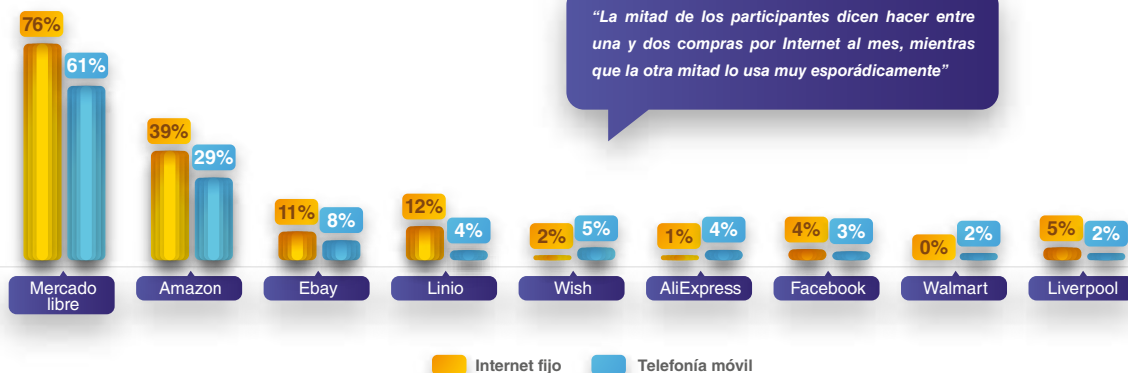 “La mitad de los participantes dicen hacer entre
una y dos compras por Internet al mes, mientras
que la otra mitad lo usa muy esporádicamente”
76%
61%
39%
29%
11%
8%
12%
4%
2%
5%
1%
4%
4%
3%
0%
2%
5%
2%
Mercado
libre
Amazon
Ebay
Linio
Wish
AliExpress
Facebook
Walmart
Liverpool
Internet fijo
Telefonía móvil